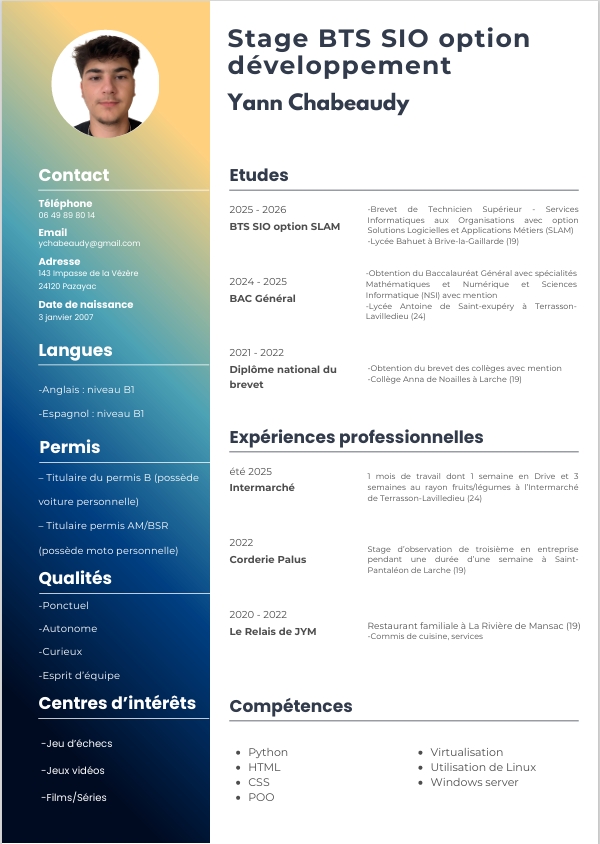 Stage BTS SIO option
développement
Yann Chabeaudy
Contact
Téléphone
06 49 89 80 14
Email
ychabeaudy@gmail.com
Adresse
143 Impasse de la Vézère
24120 Pazayac
Date de naissance
3 janvier 2007
Langues
-Anglais : niveau B1
-Espagnol : niveau B1
Permis
– Titulaire du permis B (possède
voiture personnelle)
– Titulaire permis AM/BSR
(possède moto personnelle)
Qualités
-Ponctuel
-Autonome
-Curieux
-Esprit d'équipe
Centres d'intérêts
-Jeu d'échecs
-Jeux vidéos
-Films/Séries
Etudes
2025 - 2026
BTS SIO option SLAM
-Brevet de Technicien Supérieur - Services
Informatiques aux Organisations avec option
Solutions Logicielles et Applications Métiers (SLAM)
-Lycée Bahuet à Brive-la-Gaillarde (19)
2024 - 2025
BAC Général
-Obtention du Baccalauréat Général avec spécialités
Mathématiques et Numérique et Sciences
Informatique (NSI) avec mention
-Lycée Antoine de Saint-exupéry à Terrasson-
Lavilledieu (24)
2021 - 2022
Diplôme national du
brevet
-Obtention du brevet des collèges avec mention
-Collège Anna de Noailles à Larche (19)
Expériences professionnelles
été 2025
Intermarché
1 mois de travail dont 1 semaine en Drive et 3
semaines au rayon fruits/légumes à l'Intermarché
de Terrasson-Lavilledieu (24)
2022
Corderie Palus
Stage d'observation de troisième en entreprise
pendant une durée d'une semaine à Saint-
Pantaléon de Larche (19)
2020 - 2022
Le Relais de JYM
Restaurant familiale à La Rivière de Mansac (19)
-Commis de cuisine, services
Compétences
Python
HTML
CSS
POO
Virtualisation
Utilisation de Linux
Windows server